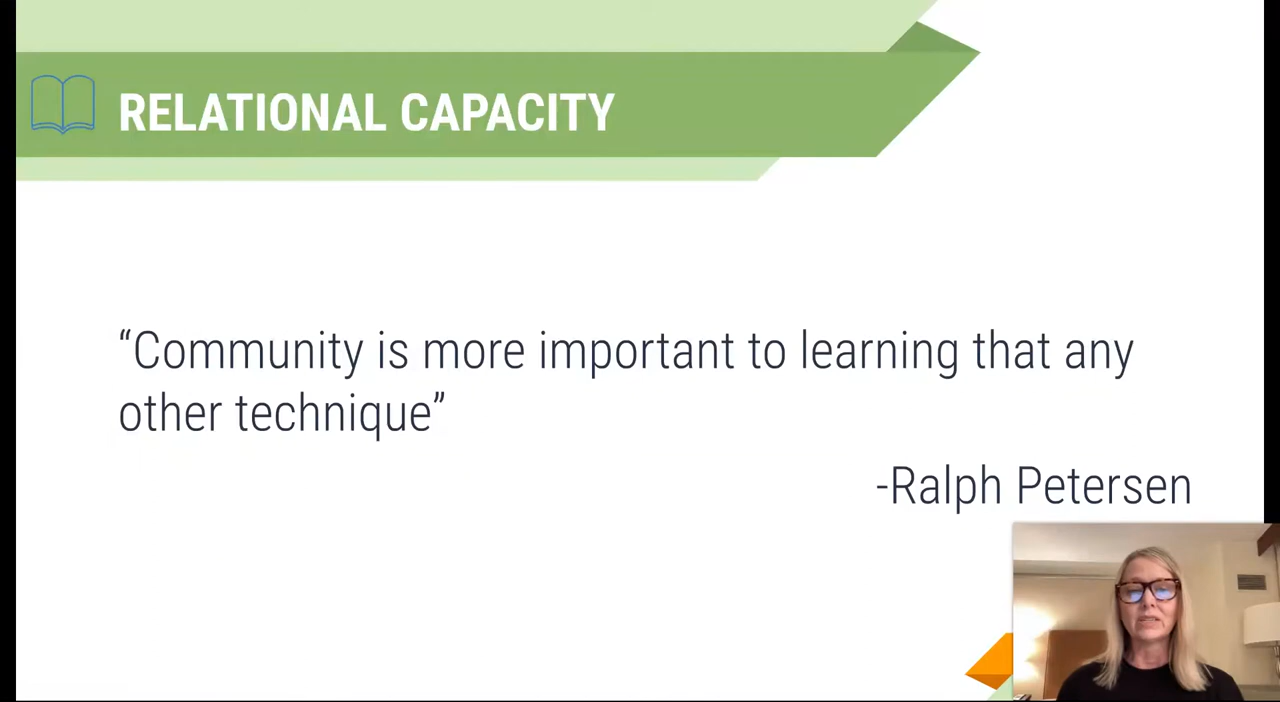 RELATIONAL CAPACITY
“Community is more important to learning that any
other technique”
-Ralph Petersen